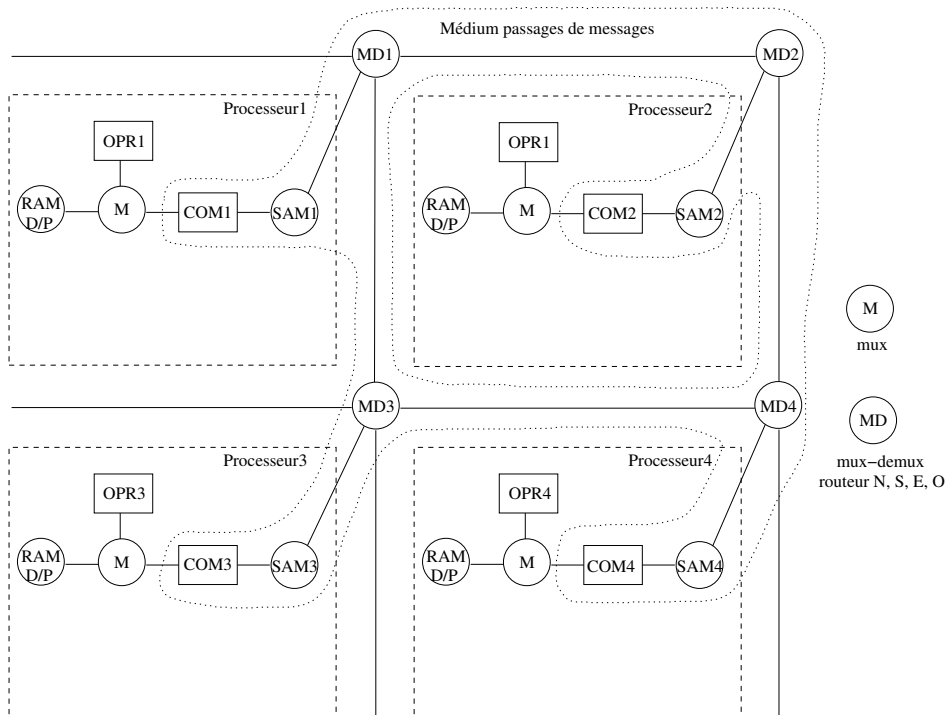 Médium passages de messages
MD1
MD2
Processeur1
Processeur2
OPR1
OPR1
RAM
D/P
M
COM1
SAM1
RAM
D/P
M
COM2
SAM2
M
mux
MD3
MD4
MD
mux-demux
routeur N, S, E, O
Processeur3
Processeur4
OPR3
OPR4
RAM
D/P
M
COM3
SAM3
RAM
D/P
M
COM4
SAM4